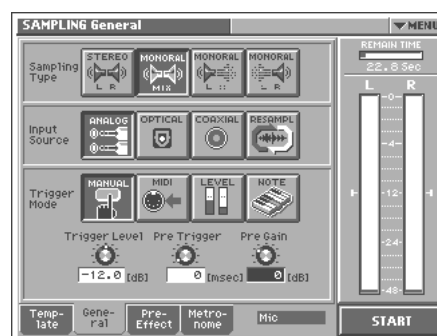 SAMPLING General
MENU
Sampling Type
STEREO L R
MONORAL MIX
MONORAL L
MONORAL R
REMAIN TIME
22.8 Sec
L R
Input Source
ANALOG
OPTICAL
COAXIAL
RESAMPL
Trigger Mode
MANUAL
MIDI
LEVEL
NOTE
-0-
-4-
-12-
-24-
-48-
Trigger Level
Pre Trigger
Pre Gain
-12.0 [dB]
0 [msec]
0 [dB]
Temp-late
Gene-ral
Pre-Effect
Metro-nome
Mic
START